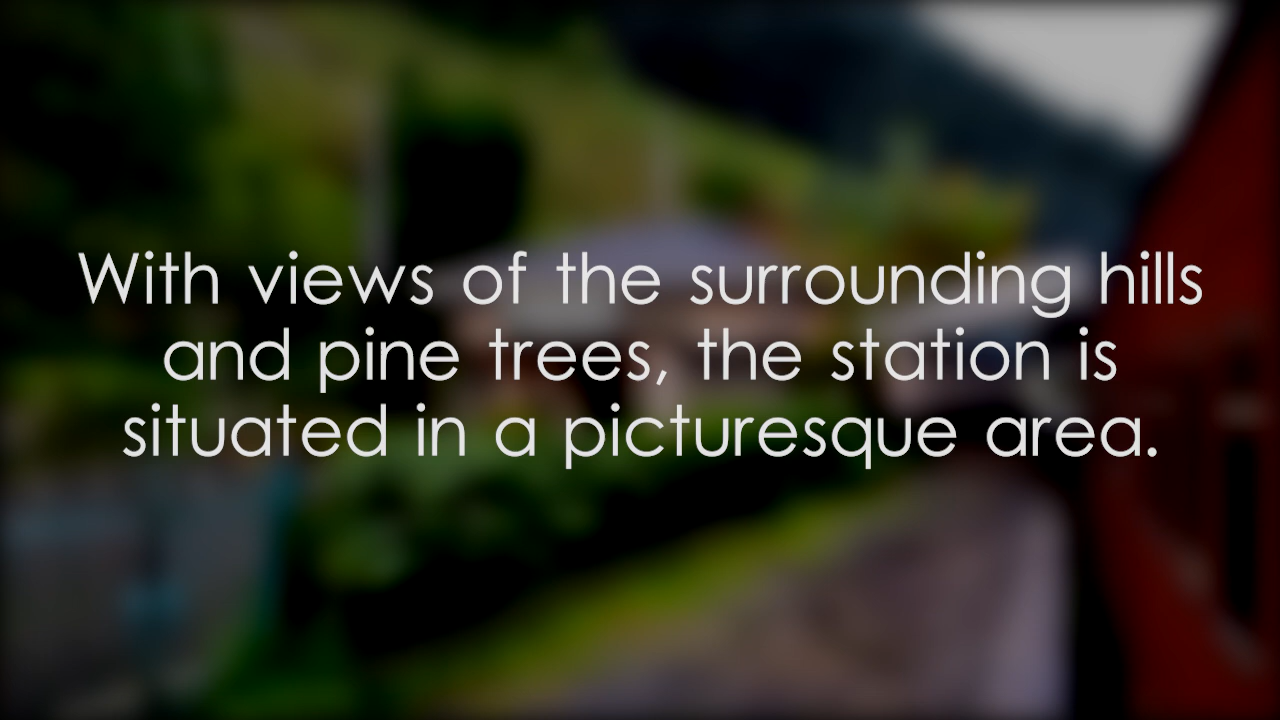 With views of the surrounding hills
and pine trees, the station is
situated in a picturesque area.